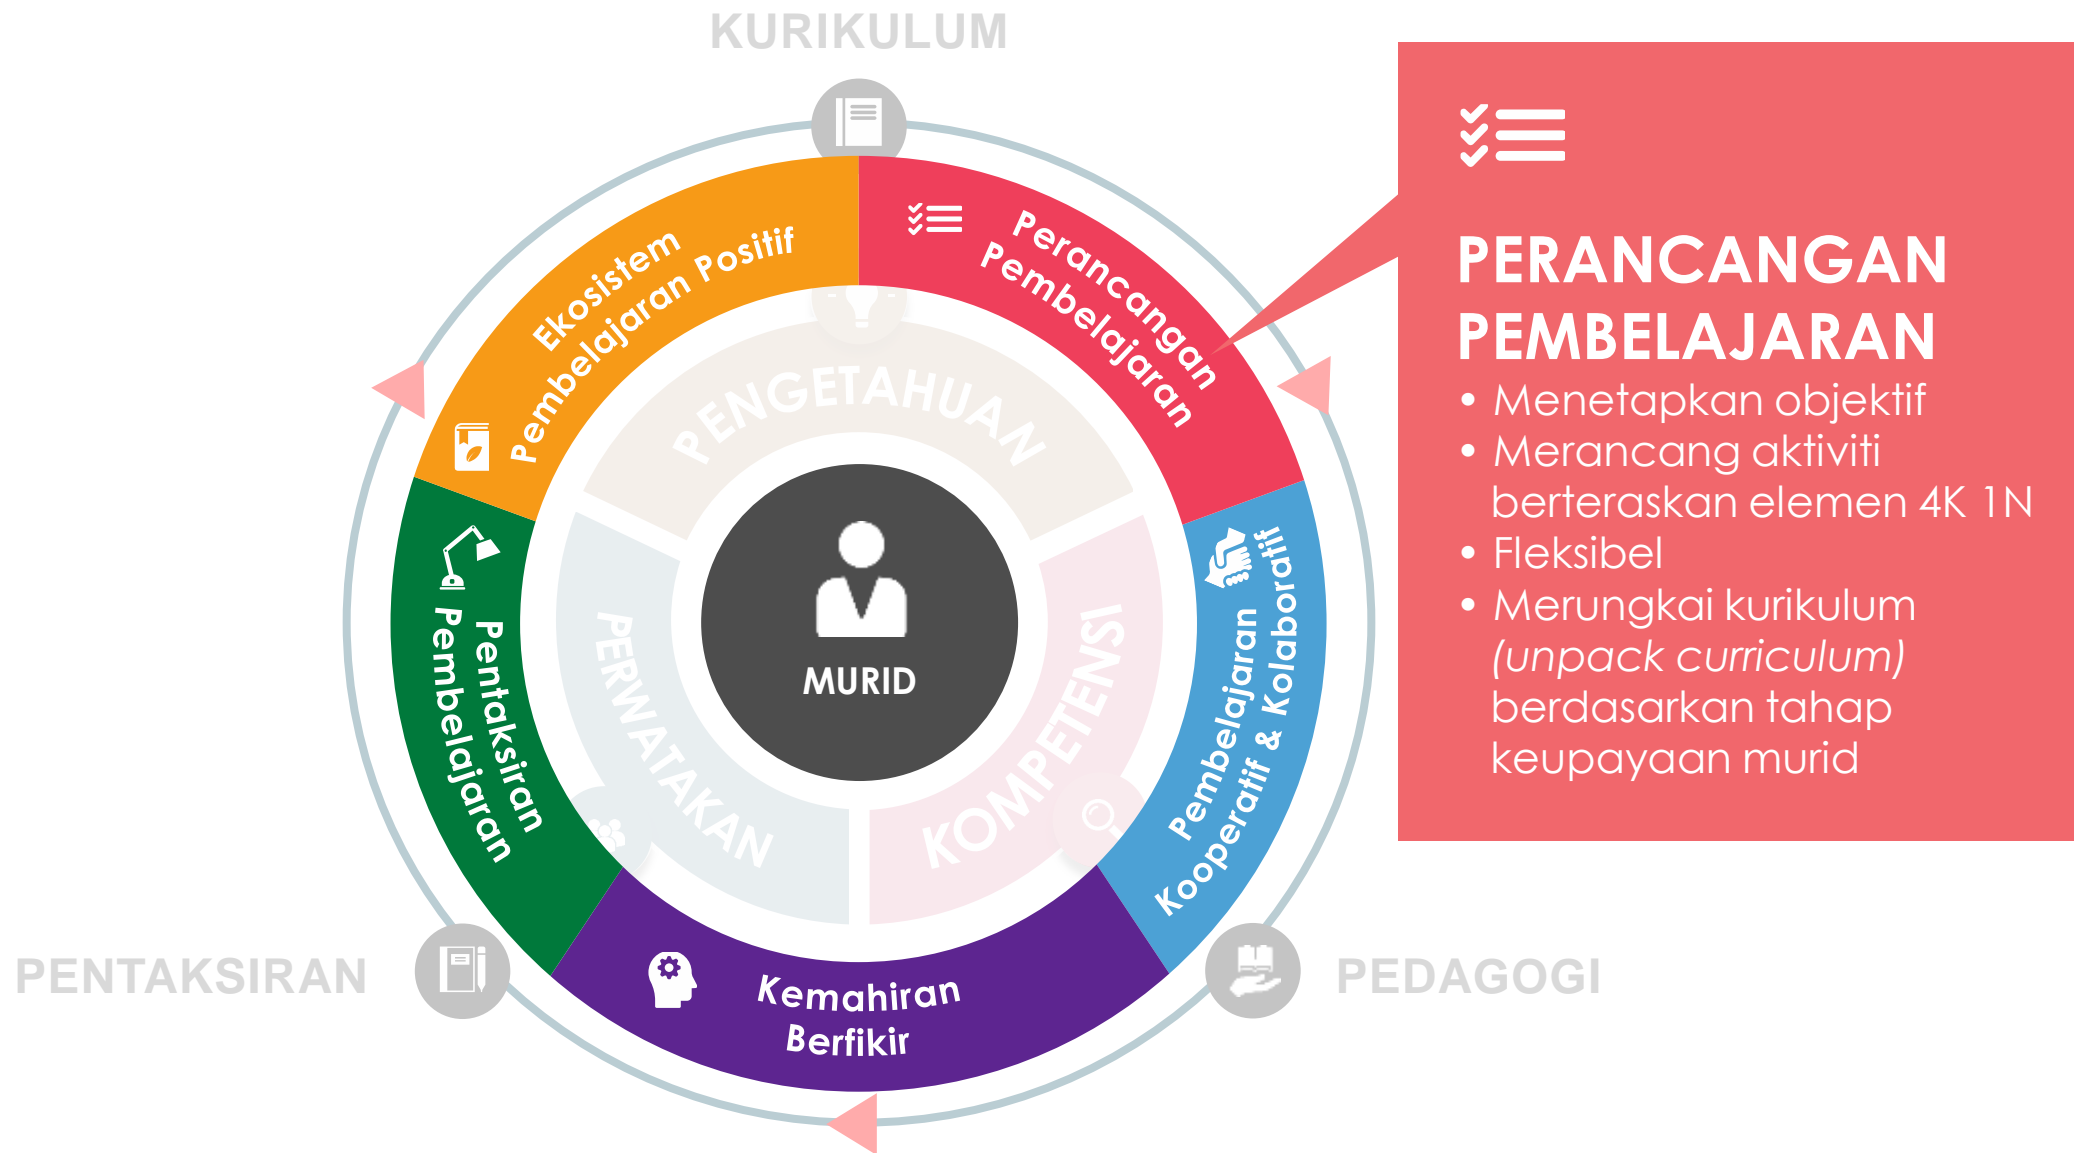 KURIKULUM
Ekosistem
Pembelajaran Positif
Perancangan
Pembelajaran
Pembelajaran
Kooperatif & Kolaboratif
Kemahiran
Berfikir
Pentaksiran
Pembelajaran
PENGETAHUAN
KOMPETENSI
PERWATAKAN
MURID
PENTAKSIRAN
PEDAGOGI
PERANCANGAN
PEMBELAJARAN
• Menetapkan objektif
• Merancang aktiviti
berteraskan elemen 4K 1N
• Fleksibel
• Merungkai kurikulum
(unpack curriculum)
berdasarkan tahap
keupayaan murid